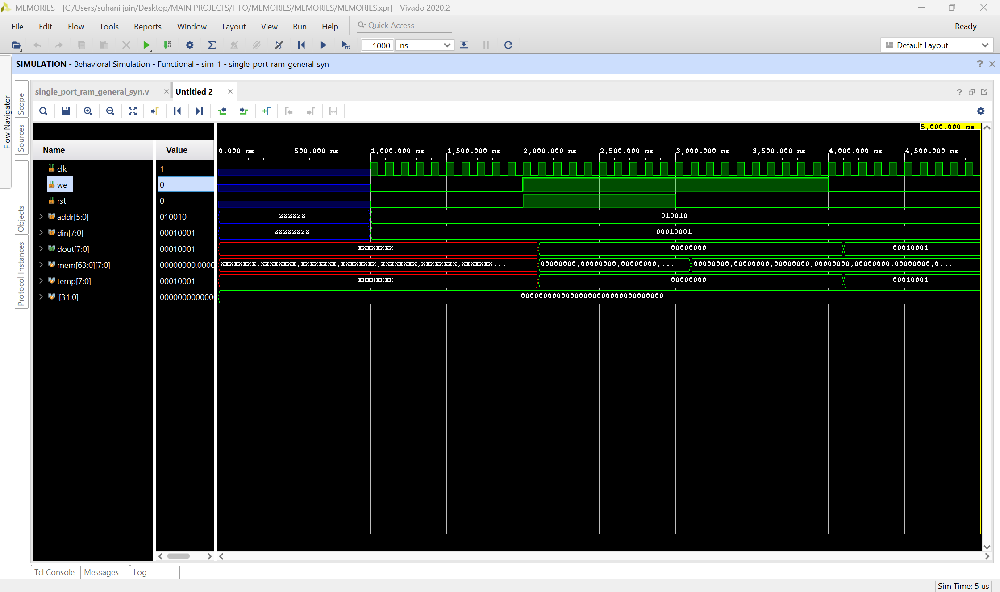 MEMORIES - [C:/Users/suhani jain/Desktop/MAIN PROJECTS/FIFO/MEMORIES/MEMORIES/MEMORIES.xpr] - Vivado 2020.2
File Edit Flow Tools Reports Window Layout View Run Help Quick Access Ready
1000 ns Default Layout
SIMULATION - Behavioral Simulation - Functional - sim_1 - single_port_ram_general_syn
Flow Navigator
Scope
Sources
Objects
Protocol Instances
single_port_ram_general_syn.v Untitled 2
5,000.000 ns
Name Value 0.000 ns 500.000 ns 1,000.000 ns 1,500.000 ns 2,000.000 ns 2,500.000 ns 3,000.000 ns 3,500.000 ns 4,000.000 ns 4,500.000 ns
clk 1
we 0
rst 0
addr[5:0] 010010 ZZZZZZ 010010
din[7:0] 00010001 ZZZZZZZZ 00010001
dout[7:0] 00010001 XXXXXXXX 00000000 00010001
mem[63:0][7:0] 00000000,0000 XXXXXXXX,XXXXXXXX,XXXXXXXX,XXXXXXXX,XXXXXXXX,XXXXXXXX,XXXXXXX... 00000000,00000000,00000000,... 00000000,00000000,00000000,00000000,00000000,00000000,0...
temp[7:0] 00010001 XXXXXXXX 00000000 00010001
i[31:0] 000000000000 00000000000000000000000000000000
Tcl Console Messages Log
Sim Time: 5 us